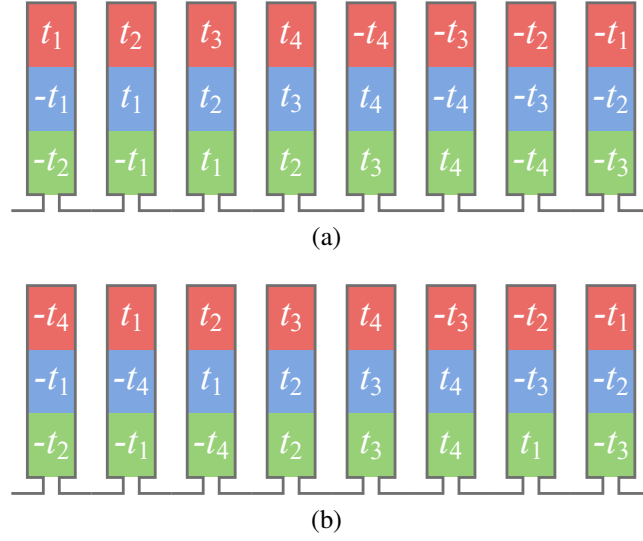 t₁ t₂ t₃ t₄ -t₄ -t₃ -t₂ -t₁
-t₁ t₁ t₂ t₃ t₄ -t₄ -t₃ -t₂
-t₂ -t₁ t₁ t₂ t₃ t₄ -t₄ -t₃
(a)
-t₄ t₁ t₂ t₃ t₄ -t₃ -t₂ -t₁
-t₁ -t₄ t₁ t₂ t₃ t₄ -t₃ -t₂
-t₂ -t₁ -t₄ t₂ t₃ t₄ t₁ -t₃
(b)